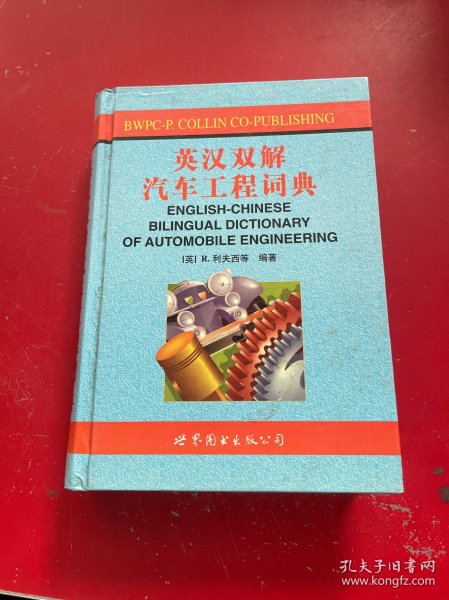 BWPC-P. COLLIN CO-PUBLISHING
英汉双解
汽车工程词典
ENGLISH-CHINESE
BILINGUAL DICTIONARY
OF AUTOMOBILE ENGINEERING
[英] R. 利夫西等 编著
世界图书出版公司
孔夫子旧书网
www.kongfz.com